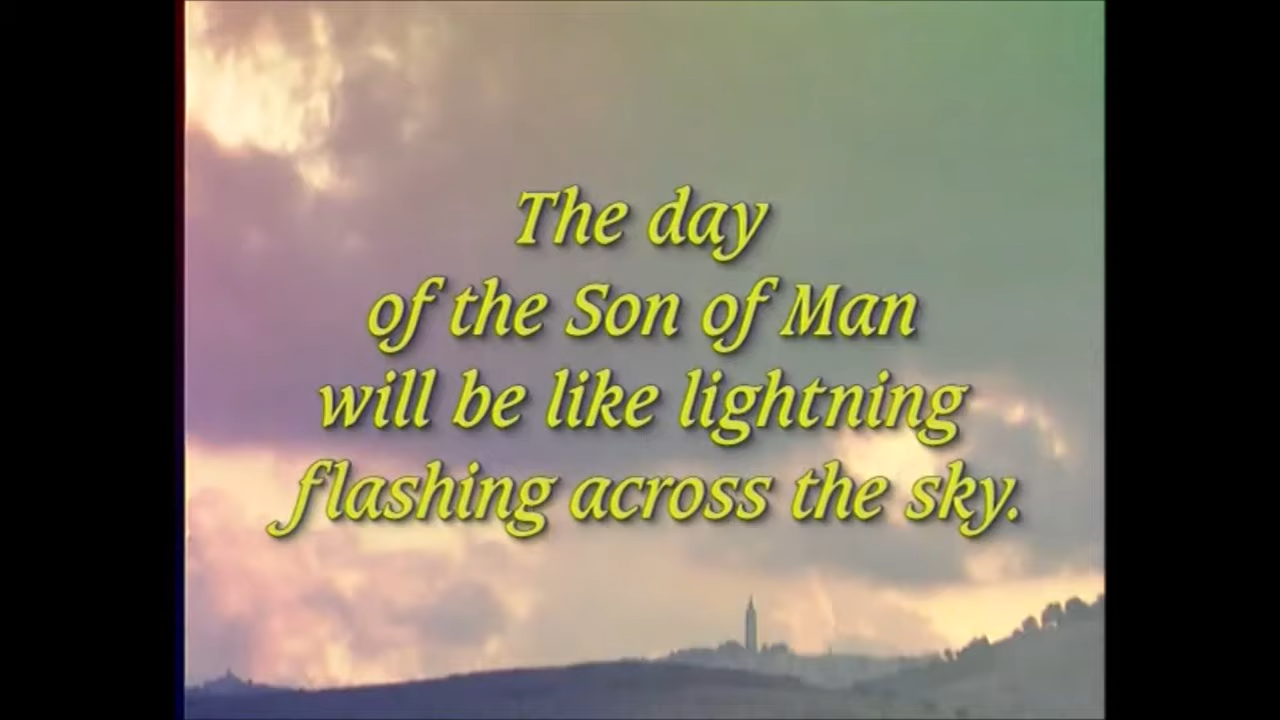 The day
of the Son of Man
will be like lightning
flashing across the sky.